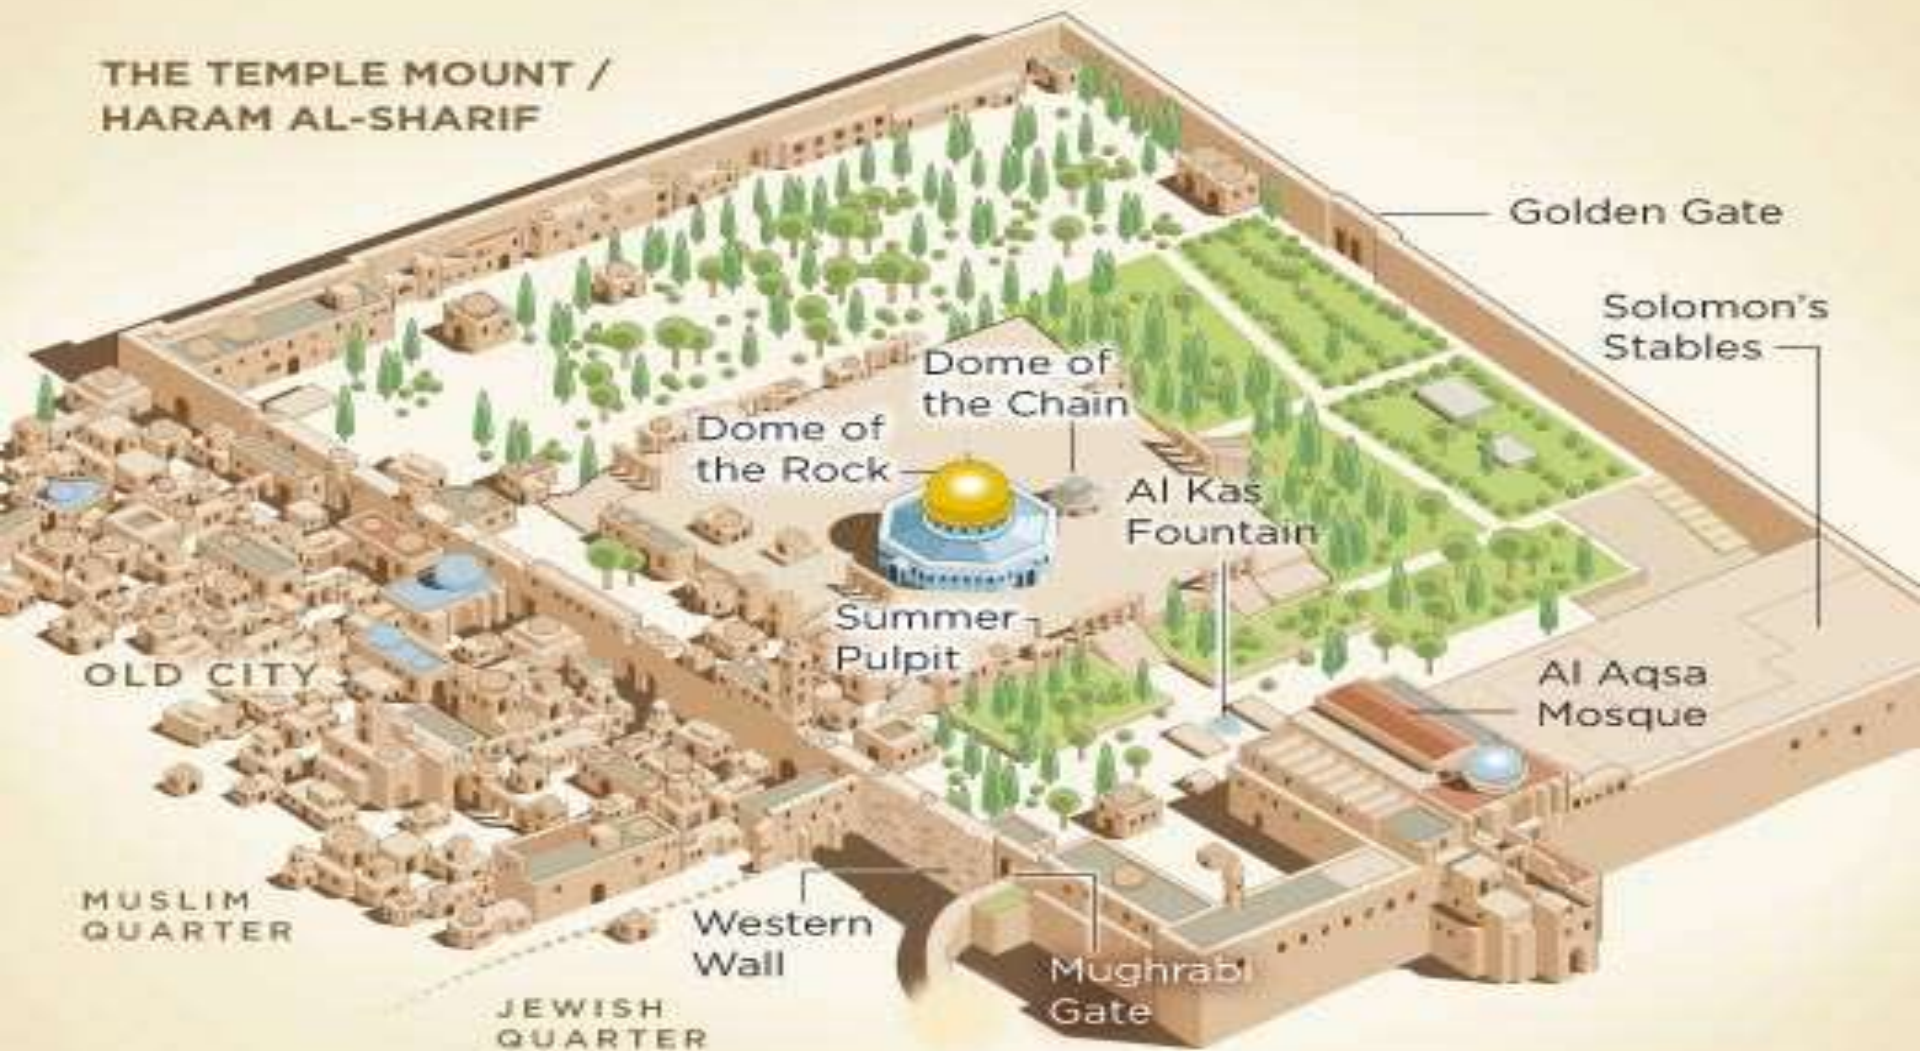 THE TEMPLE MOUNT /
HARAM AL-SHARIF
Golden Gate
Solomon's
Stables
Dome of
the Chain
Dome of
the Rock
Al Kas
Fountain
Summer
Pulpit
OLD CITY
Al Aqsa
Mosque
MUSLIM
QUARTER
Western
Wall
Mughrabi
Gate
JEWISH
QUARTER